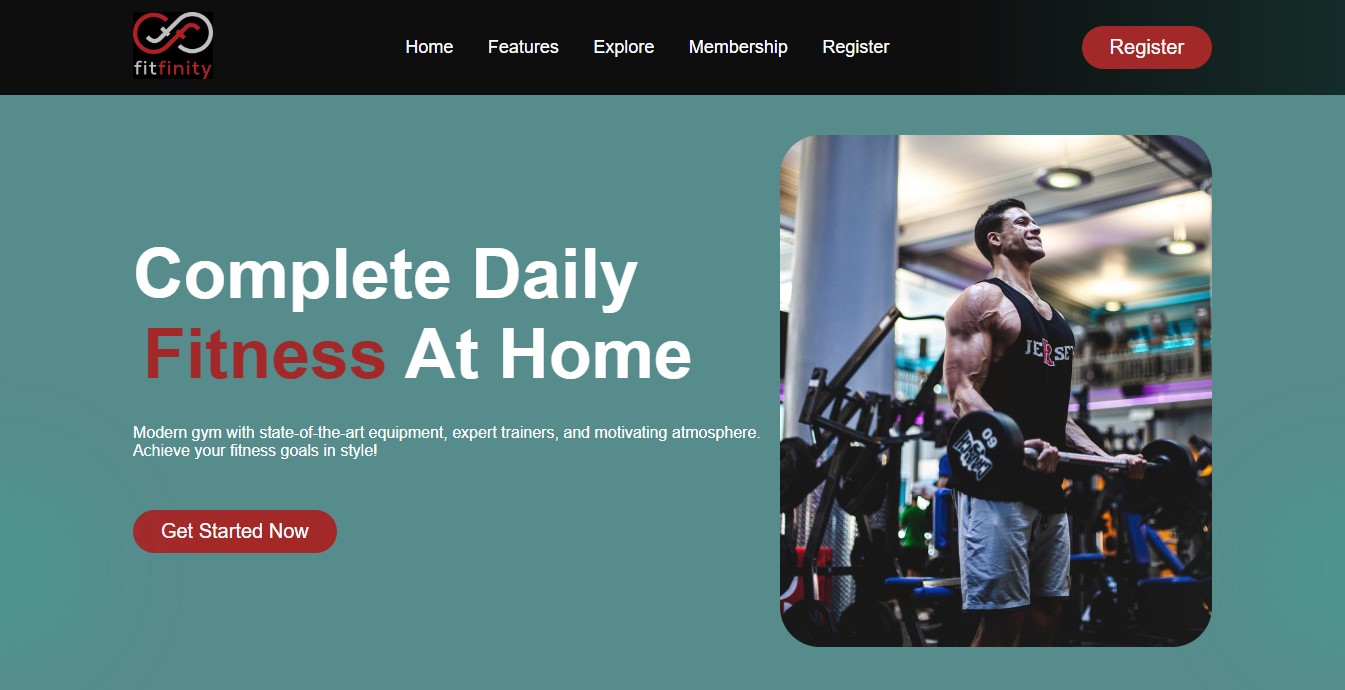 fitfinity
Home Features Explore Membership Register
Register
Complete Daily
Fitness At Home
Modern gym with state-of-the-art equipment, expert trainers, and motivating atmosphere.
Achieve your fitness goals in style!
Get Started Now
JERSEY
60